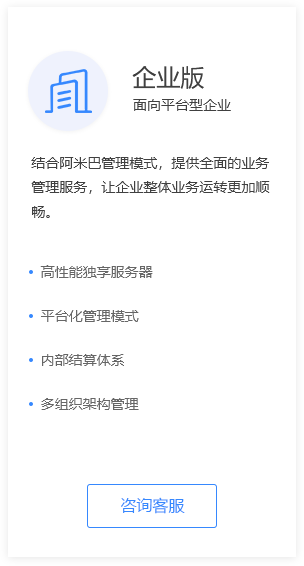 企业版
面向平台型企业
结合阿米巴管理模式，提供全面的业务
管理服务，让企业整体业务运转更加顺
畅。
高性能独享服务器
平台化管理模式
内部结算体系
多组织架构管理
咨询客服